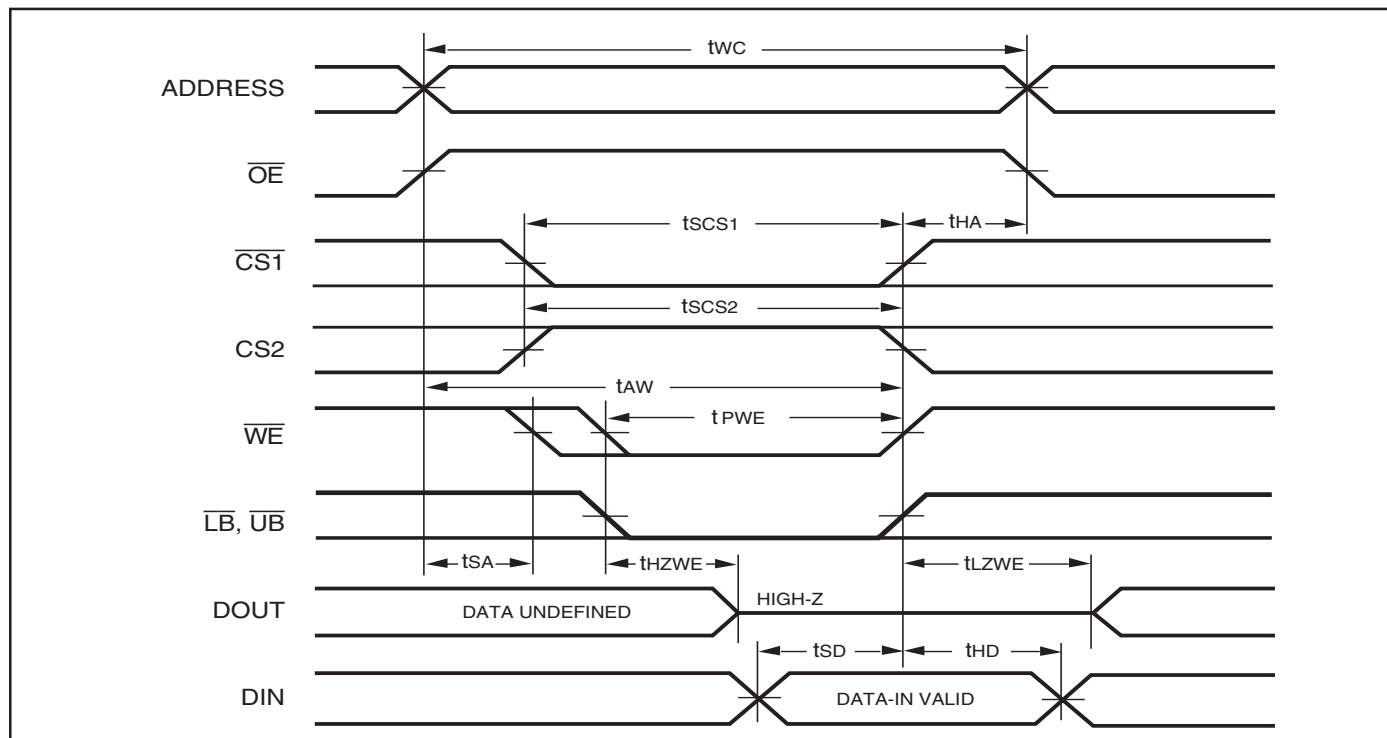 tWC
ADDRESS
OE
tSCS1
tHA
CS1
tSCS2
CS2
tAW
tPWE
WE
LB, UB
tSA
tHZWE
tLZWE
DOUT
DATA UNDEFINED
HIGH-Z
tSD
tHD
DIN
DATA-IN VALID